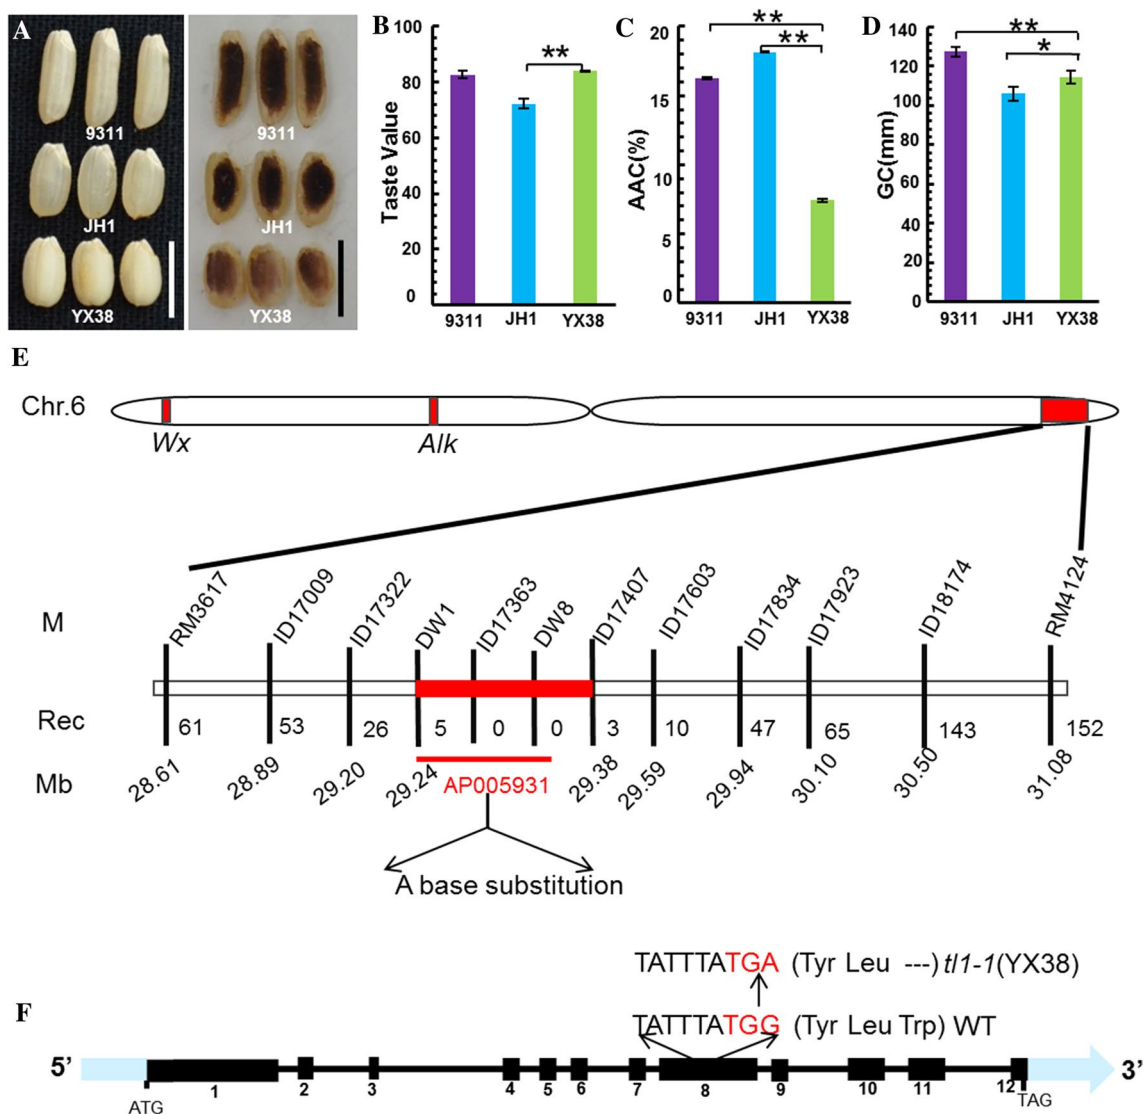 A
9311
JH1
YX38
9311
JH1
YX38
B
Taste Value
100
80
60
40
20
0
**
9311 JH1 YX38
C
AAC(%)
20
15
10
5
0
**
**
9311 JH1 YX38
D
GC(mm)
140
120
100
80
60
40
20
0
**
*
9311 JH1 YX38
E
Chr.6
Wx Alk
M RM3617 ID17009 ID17322 DW1 ID17363 DW8 ID17407 ID17603 ID17834 ID17923 ID18174 RM4124
Rec 61 53 26 5 0 0 3 10 47 65 143 152
Mb 28.61 28.89 29.20 29.24 29.38 29.59 29.94 30.10 30.50 31.08
AP005931
A base substitution
TATTTATGA (Tyr Leu ---) tl1-1(YX38)
F
TATTTATGG (Tyr Leu Trp) WT
5’ 3’
1 2 3 4 5 6 7 8 9 10 11 12
ATG TAG